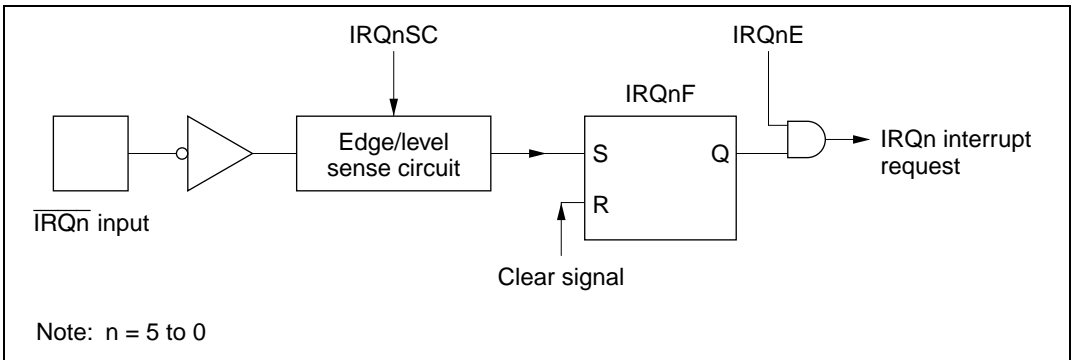 IRQnSC
IRQnE
IRQnF
Edge/level
sense circuit
S
Q
R
IRQn interrupt
request
IRQn input
Clear signal
Note: n = 5 to 0